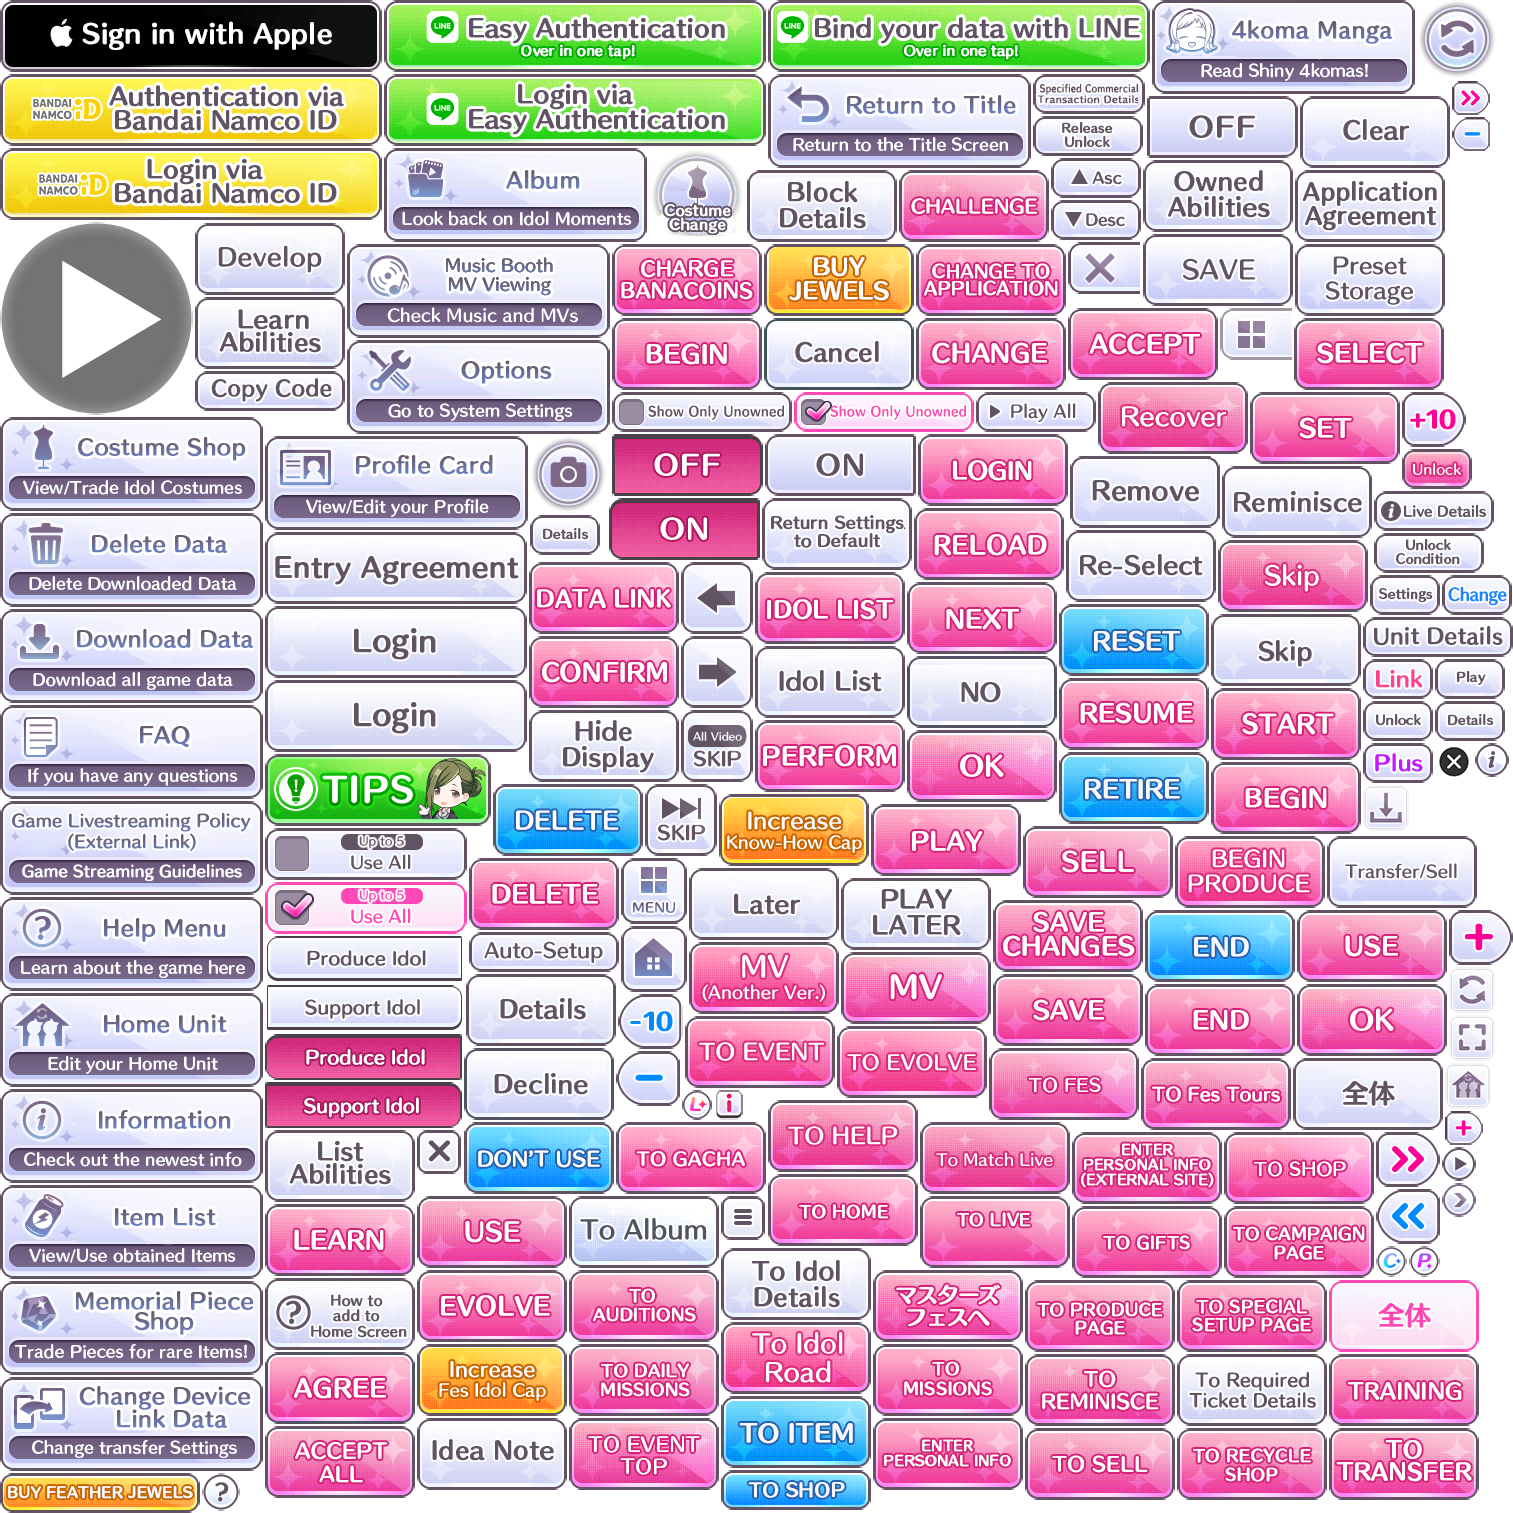 Sign in with Apple
LINE
Easy Authentication
Over in one tap!
LINE
Bind your data with LINE
Over in one tap!
4koma Manga
Read Shiny 4komas!
BANDAI
NAMCO iD
Authentication via
Bandai Namco ID
LINE
Login via
Easy Authentication
Return to Title
Return to the Title Screen
Specified Commercial
Transaction Details
Release
Unlock
OFF
Clear
BANDAI
NAMCO iD
Login via
Bandai Namco ID
Album
Look back on Idol Moments
Costume
Change
Block
Details
CHALLENGE
▲ Asc
▼ Desc
Owned
Abilities
Application
Agreement
Develop
Music Booth
MV Viewing
Check Music and MVs
CHARGE
BANACOINS
BUY
JEWELS
CHANGE TO
APPLICATION
SAVE
Preset
Storage
Learn
Abilities
Options
Go to System Settings
BEGIN
Cancel
CHANGE
ACCEPT
SELECT
Copy Code
Show Only Unowned
Show Only Unowned
Play All
Recover
SET
+10
Costume Shop
View/Trade Idol Costumes
Profile Card
View/Edit your Profile
OFF
ON
LOGIN
Remove
Reminisce
Unlock
Live Details
Details
ON
Return Settings
to Default
RELOAD
Re-Select
Skip
Unlock
Condition
Delete Data
Delete Downloaded Data
Entry Agreement
DATA LINK
IDOL LIST
NEXT
RESET
Skip
Settings
Change
Unit Details
Download Data
Download all game data
Login
CONFIRM
Idol List
NO
RESUME
START
Link
Play
Unlock
Details
FAQ
If you have any questions
Login
Hide
Display
All Video
SKIP
PERFORM
OK
RETIRE
BEGIN
Plus
TIPS
DELETE
SKIP
Increase
Know-How Cap
PLAY
SELL
BEGIN
PRODUCE
Transfer/Sell
Game Livestreaming Policy
(External Link)
Game Streaming Guidelines
Up to 5
Use All
Up to 5
Use All
DELETE
MENU
Later
PLAY
LATER
SAVE
CHANGES
END
USE
Help Menu
Learn about the game here
Produce Idol
Auto-Setup
MV
(Another Ver.)
MV
SAVE
END
OK
Support Idol
Details
-10
Home Unit
Edit your Home Unit
Produce Idol
Support Idol
Decline
TO EVENT
TO EVOLVE
TO FES
TO Fes Tours
全体
Information
Check out the newest info
List
Abilities
DON'T USE
TO GACHA
TO HELP
To Match Live
ENTER
PERSONAL INFO
(EXTERNAL SITE)
TO SHOP
Item List
View/Use obtained Items
LEARN
USE
To Album
TO HOME
TO LIVE
TO GIFTS
TO CAMPAIGN
PAGE
Memorial Piece
Shop
Trade Pieces for rare Items!
How to
add to
Home Screen
EVOLVE
TO
AUDITIONS
To Idol
Details
マスターズ
フェスへ
TO PRODUCE
PAGE
TO SPECIAL
SETUP PAGE
全体
Change Device
Link Data
Change transfer Settings
AGREE
Increase
Fes Idol Cap
TO DAILY
MISSIONS
To Idol
Road
TO
MISSIONS
TO
REMINISCE
To Required
Ticket Details
TRAINING
BUY FEATHER JEWELS
?
ACCEPT
ALL
Idea Note
TO EVENT
TOP
TO ITEM
TO SHOP
ENTER
PERSONAL INFO
TO SELL
TO RECYCLE
SHOP
TO
TRANSFER